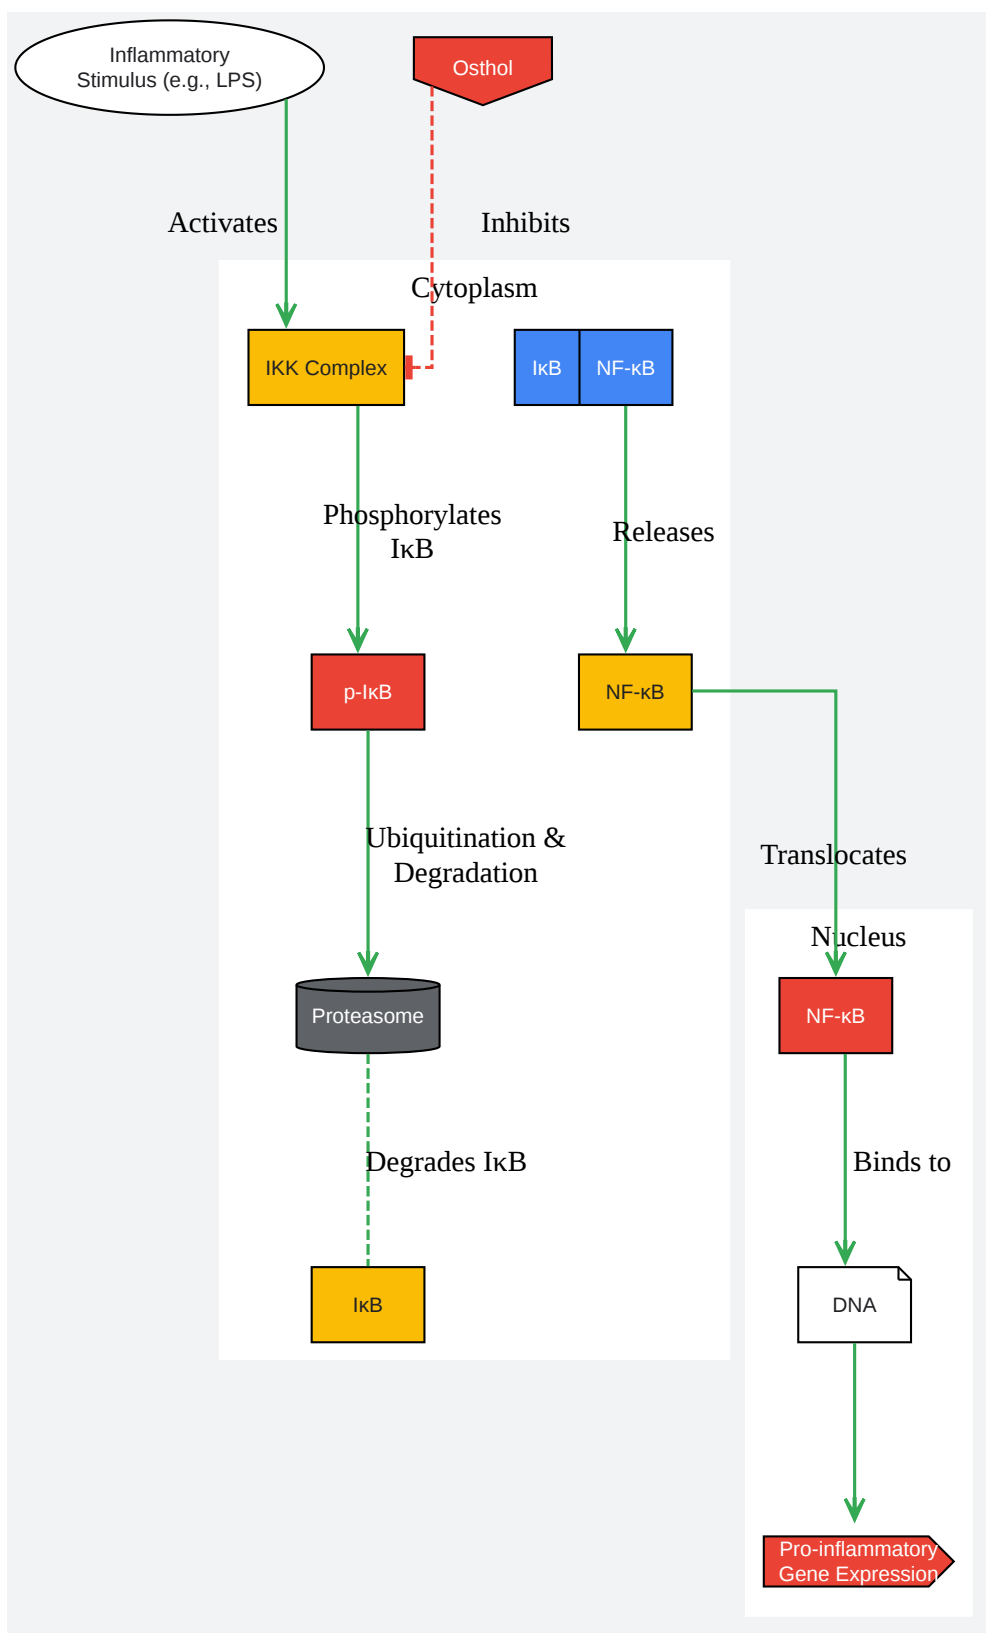 Inflammatory
Stimulus (e.g., LPS)
Osthol
Activates
Inhibits
Cytoplasm
IKK Complex
IκB
NF-κB
Phosphorylates
IκB
Releases
p-IκB
NF-κB
Ubiquitination &
Degradation
Translocates
Nucleus
Proteasome
NF-κB
Degrades IκB
Binds to
IκB
DNA
Pro-inflammatory
Gene Expression